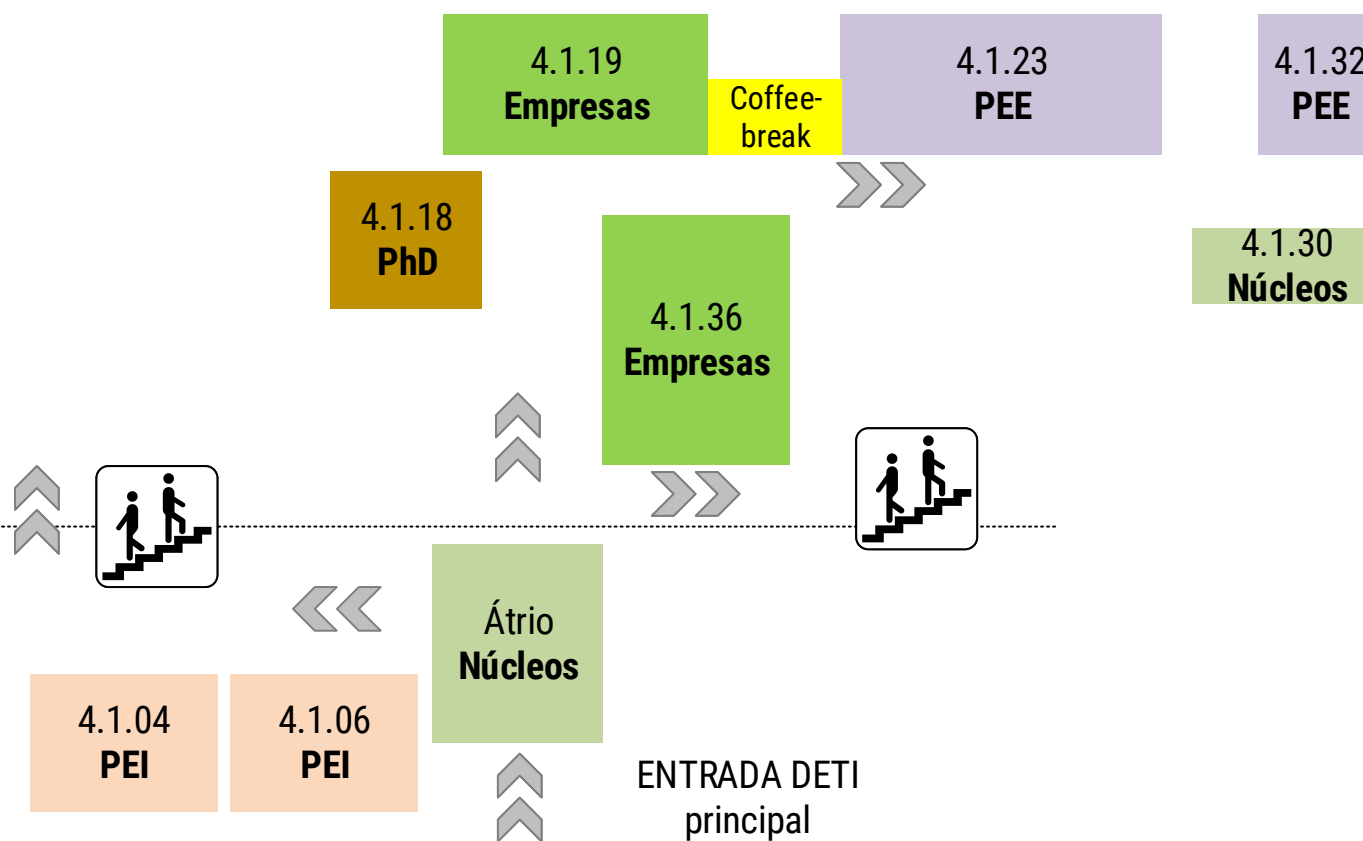 4.1.19
Empresas
Coffee-
break
4.1.23
PEE
4.1.32
PEE
4.1.18
PhD
4.1.30
Núcleos
4.1.36
Empresas
Átrio
Núcleos
4.1.04
PEI
4.1.06
PEI
ENTRADA DETI
principal